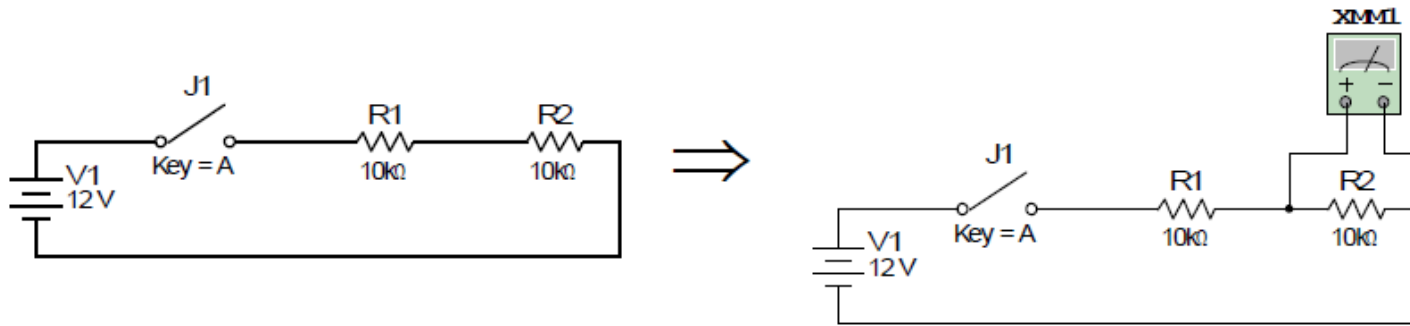 J1
Key = A
R1
10kΩ
R2
10kΩ
V1
12 V
XMM1
+ −
J1
Key = A
R1
10kΩ
R2
10kΩ
V1
12 V